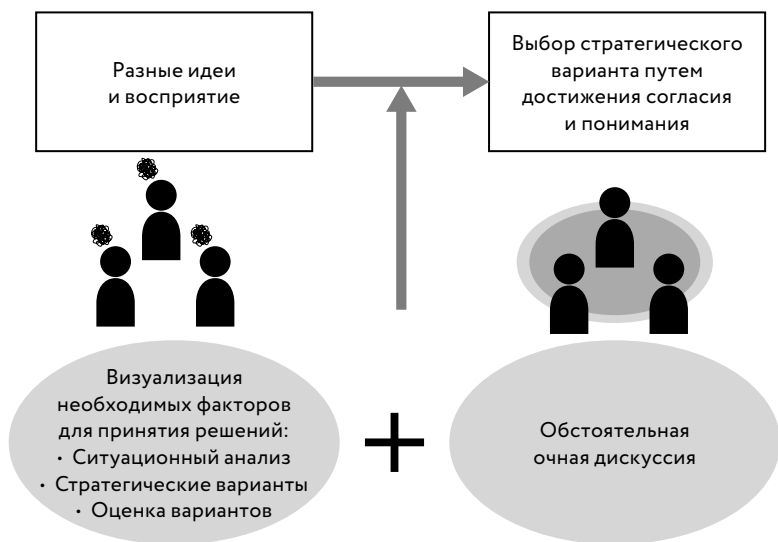 Разные идеи
и восприятие
Выбор стратегического
варианта путем
достижения согласия
и понимания
Визуализация
необходимых факторов
для принятия решений:
· Ситуационный анализ
· Стратегические варианты
· Оценка вариантов
+
Обстоятельная
очная дискуссия